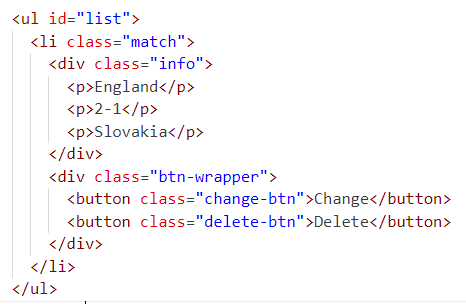 <ul id="list">
<li class="match">
<div class="info">
<p>England</p>
<p>2-1</p>
<p>Slovakia</p>
</div>
<div class="btn-wrapper">
<button class="change-btn">Change</button>
<button class="delete-btn">Delete</button>
</div>
</li>
</ul>